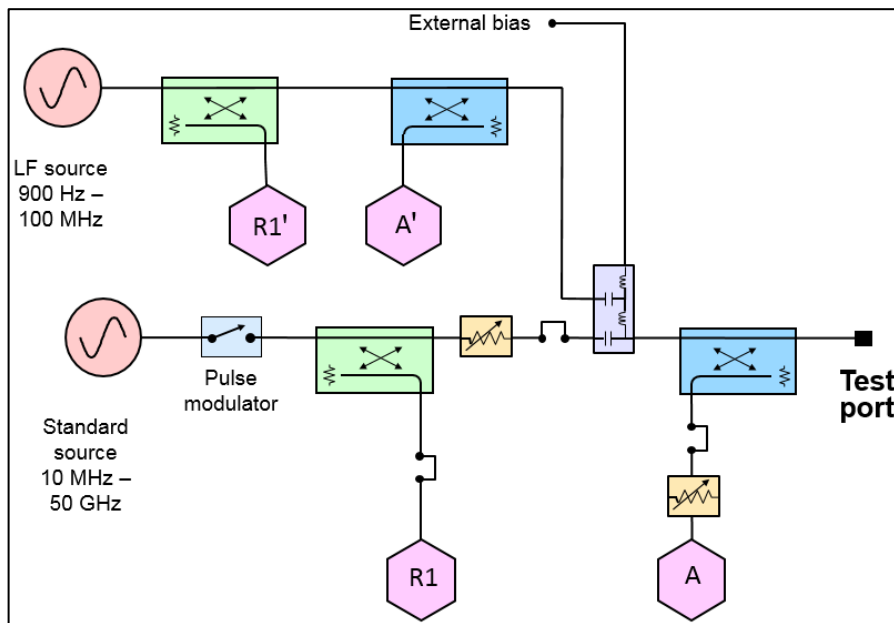 External bias
LF source
900 Hz –
100 MHz
R1'
A'
Pulse
modulator
Test
port
Standard
source
10 MHz –
50 GHz
R1
A